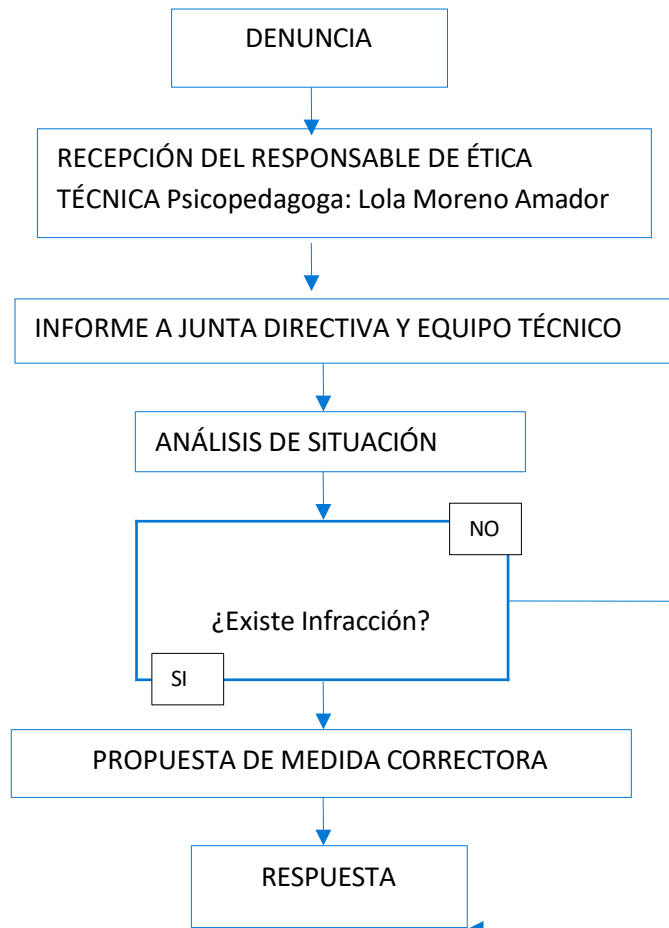 DENUNCIA
RECEPCIÓN DEL RESPONSABLE DE ÉTICA
TÉCNICA Psicopedagoga: Lola Moreno Amador
INFORME A JUNTA DIRECTIVA Y EQUIPO TÉCNICO
ANÁLISIS DE SITUACIÓN
NO
¿Existe Infracción?
SI
PROPUESTA DE MEDIDA CORRECTORA
RESPUESTA